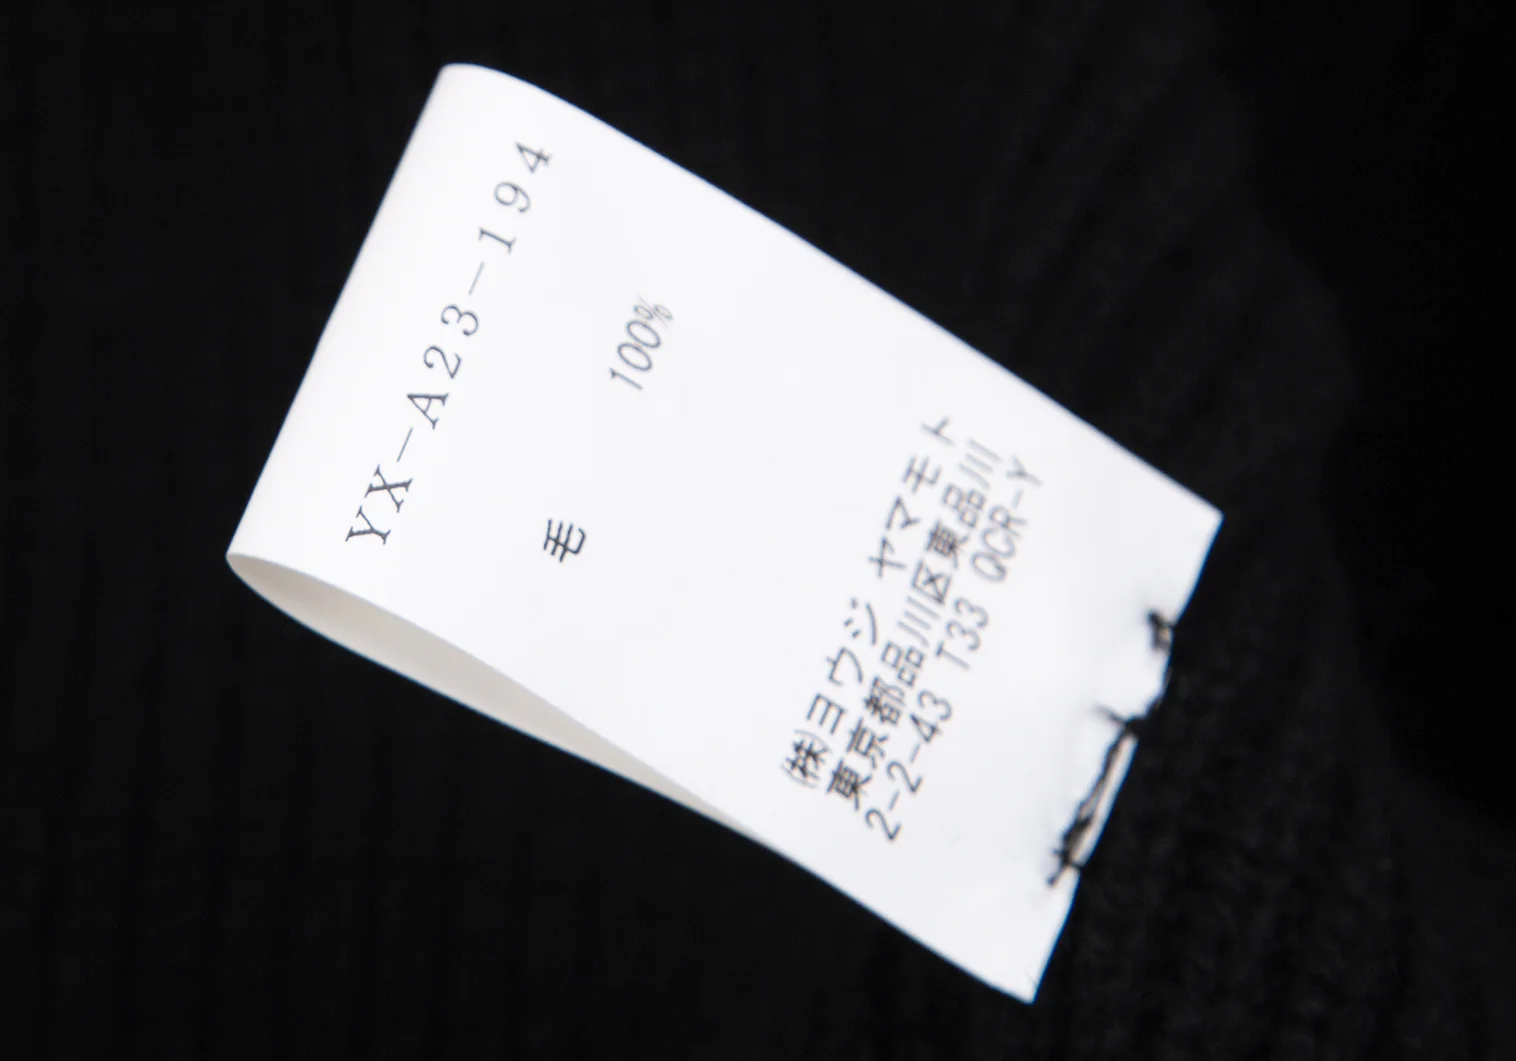 YX-A23-194
毛 100%
㈱ヨウジ ヤマモト
東京都品川区東品川
2-2-43 T33 QCR-Y